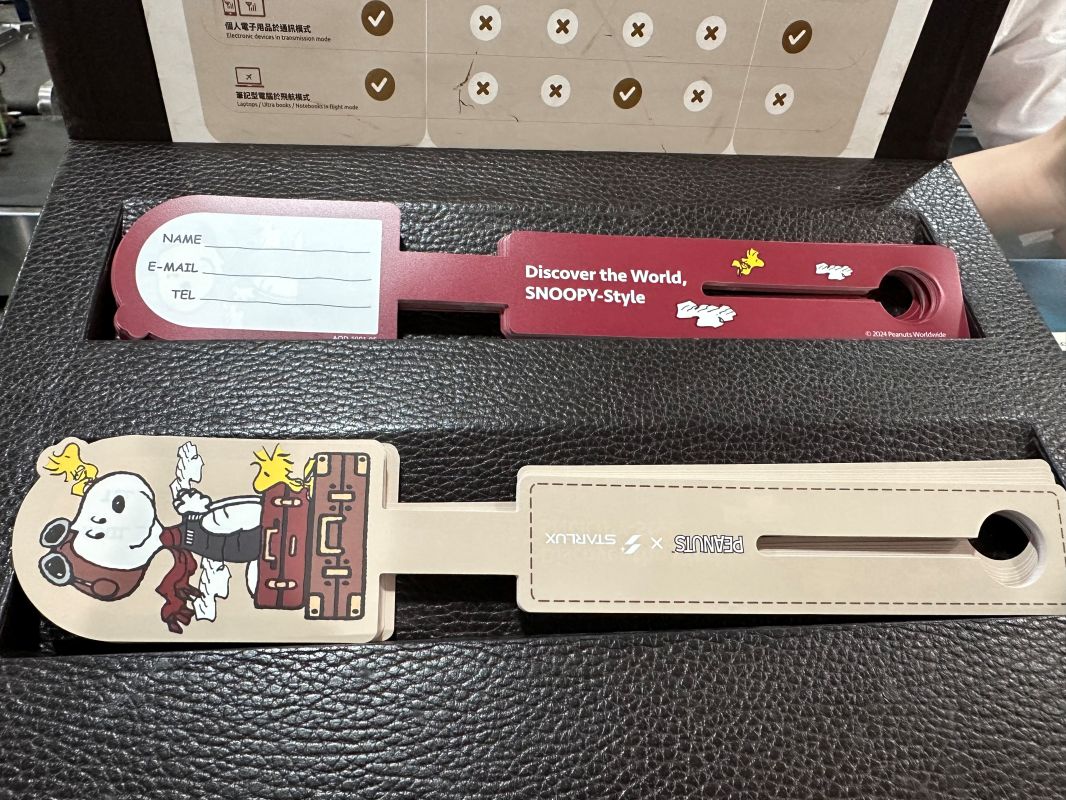 個人電子用品於通訊模式
Electronic devices in transmission mode
筆記型電腦於飛航模式
Laptops / Ultra books / Notebooks in flight mode
NAME
E-MAIL
TEL
Discover the World,
SNOOPY-Style
© 2024 Peanuts Worldwide
STARLUX × PEANUTS